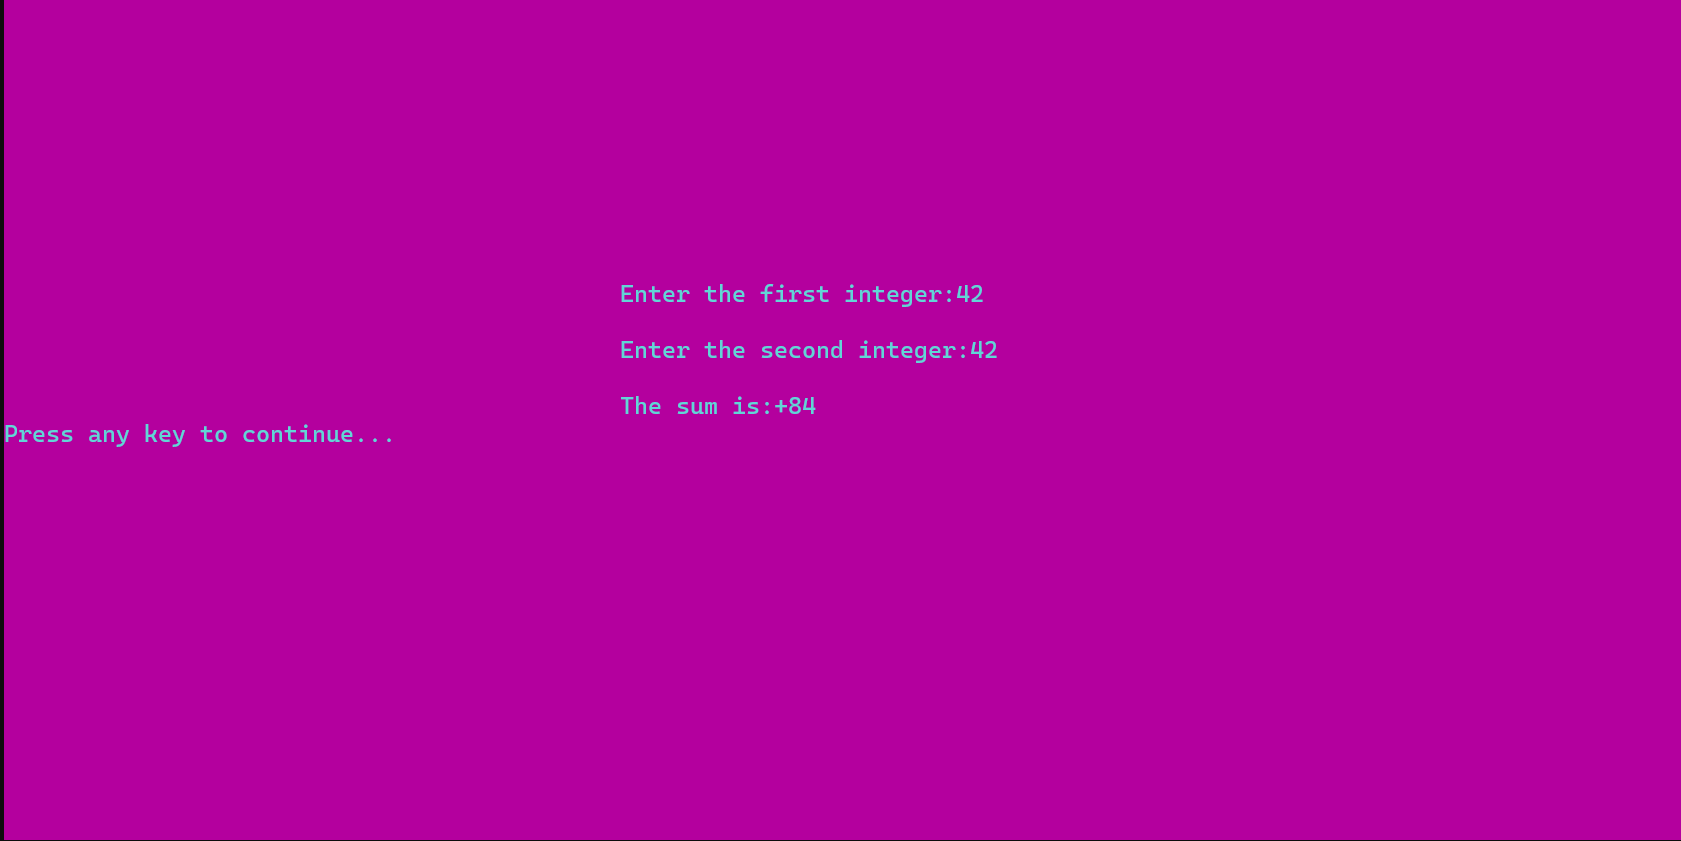 Enter the first integer:42
Enter the second integer:42
The sum is:+84
Press any key to continue...